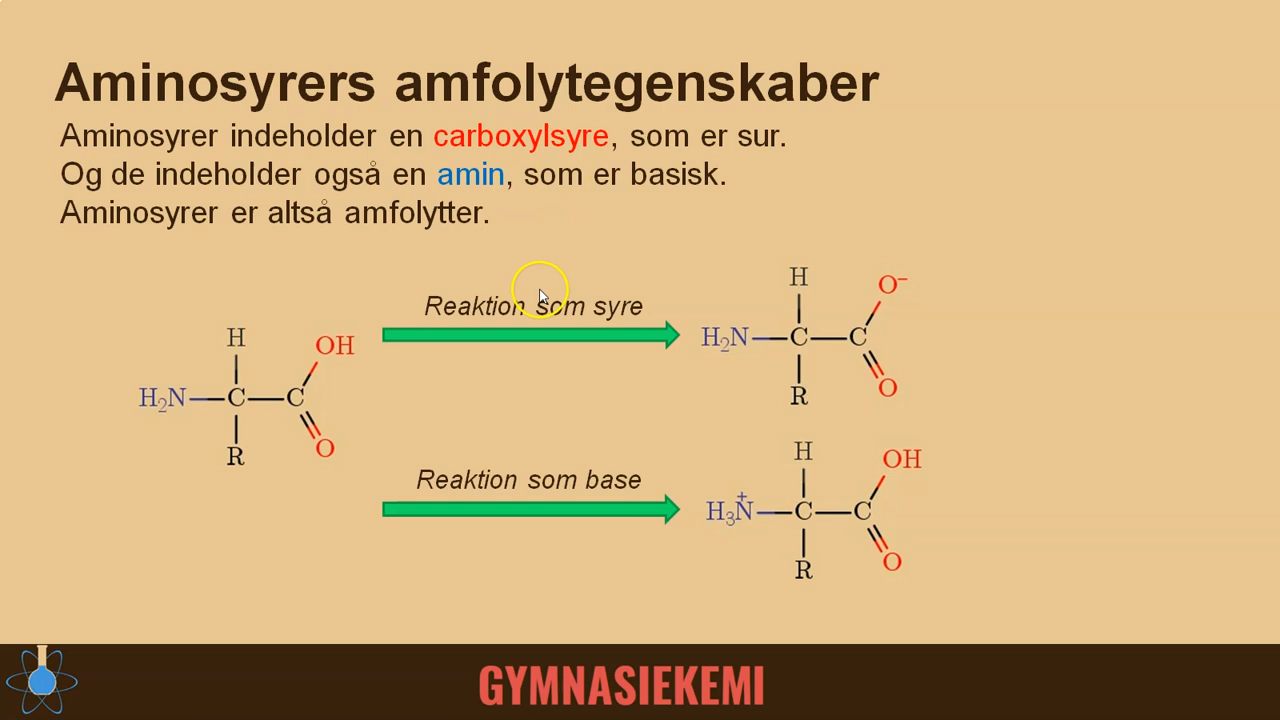 Aminosyrers amfolytegenskaber
Aminosyrer indeholder en carboxylsyre, som er sur.
Og de indeholder også en amin, som er basisk.
Aminosyrer er altså amfolytter.
H
OH
H₂N
C
C
O
R
Reaktion som syre
H
O⁻
H₂N
C
C
O
R
Reaktion som base
H
OH
H₃N⁺
C
C
O
R
GYMNASIEKEMI